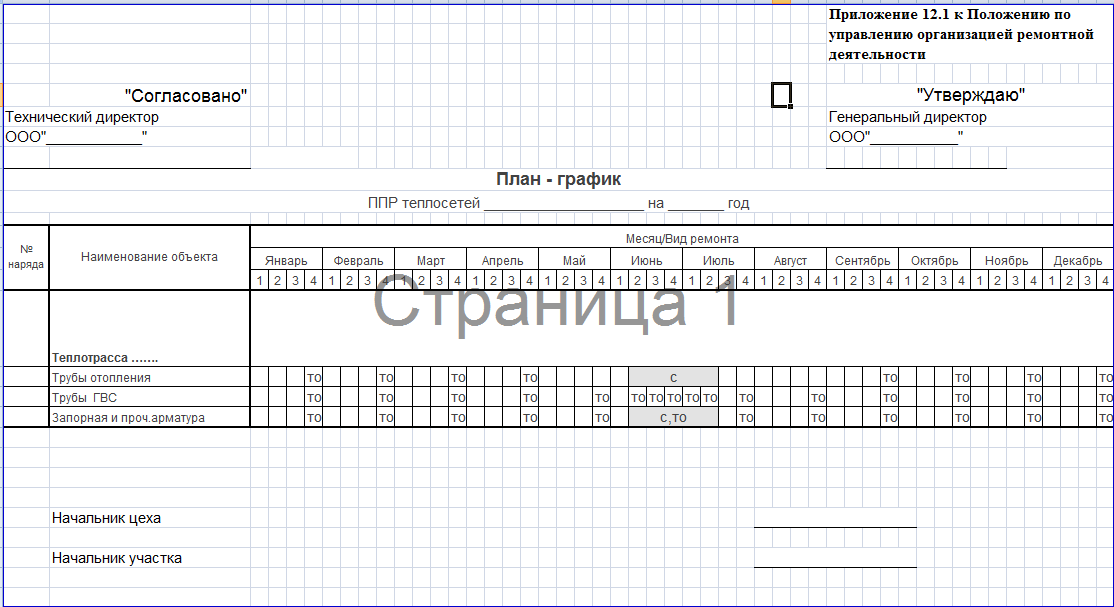 Приложение 12.1 к Положению по
управлению организацией ремонтной
деятельности
"Согласовано" "Утверждаю"
Технический директор Генеральный директор
ООО"____________" ООО"___________"
План - график
ППР теплосетей ____________________ на _______ год
№ наряда Наименование объекта Месяц/Вид ремонта
Январь Февраль Март Апрель Май Июнь Июль Август Сентябрь Октябрь Ноябрь Декабрь
1 2 3 4 1 2 3 4 1 2 3 4 1 2 3 4 1 2 3 4 1 2 3 4 1 2 3 4 1 2 3 4 1 2 3 4 1 2 3 4 1 2 3 4 1 2 3 4
Страница 1
Теплотрасса …….
Трубы отопления то то то то с то то то то
Трубы ГВС то то то то то то то то то то то то то то то то
Запорная и проч.арматура то то то то то с,то то то то то то то
Начальник цеха
Начальник участка